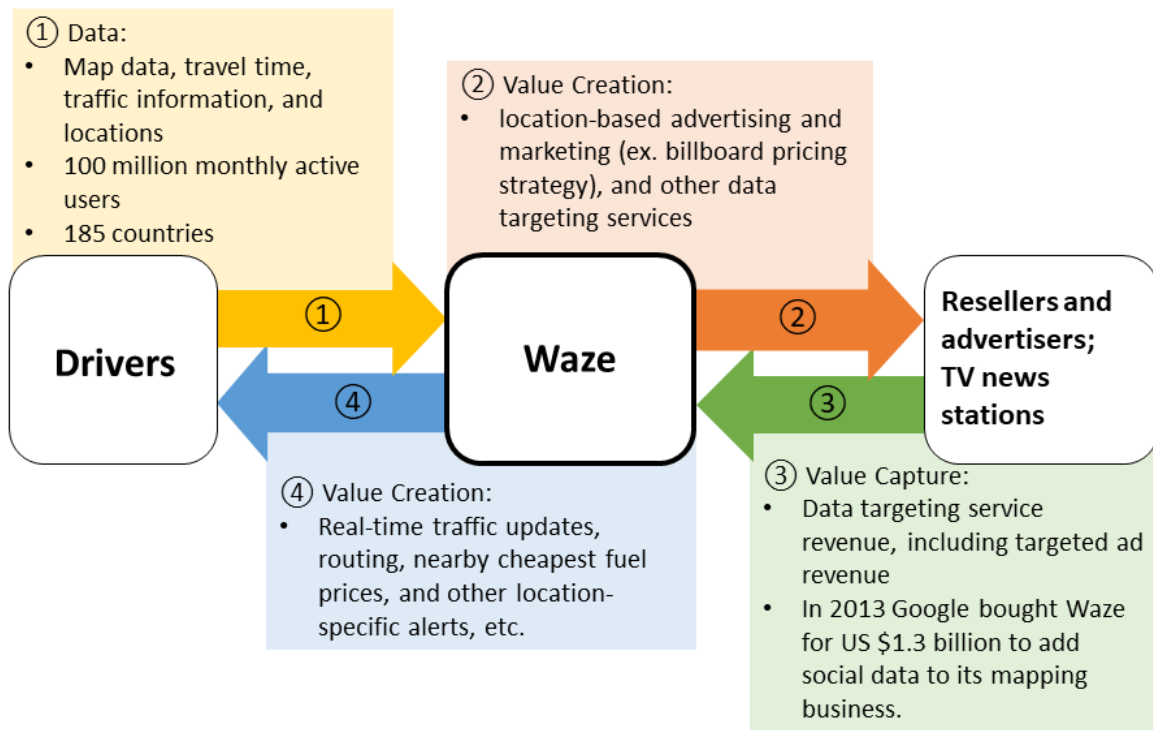 ① Data:
• Map data, travel time,
traffic information, and
locations
• 100 million monthly active
users
• 185 countries
② Value Creation:
• location-based advertising and
marketing (ex. billboard pricing
strategy), and other data
targeting services
Drivers
①
④
Waze
②
③
Resellers and
advertisers;
TV news
stations
④ Value Creation:
• Real-time traffic updates,
routing, nearby cheapest fuel
prices, and other location-
specific alerts, etc.
③ Value Capture:
• Data targeting service
revenue, including targeted ad
revenue
• In 2013 Google bought Waze
for US $1.3 billion to add
social data to its mapping
business.